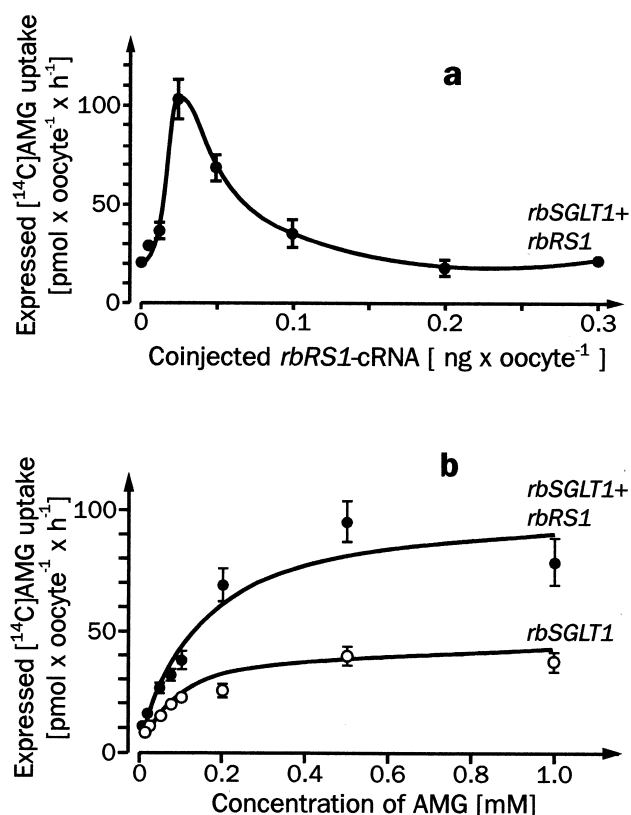 a
Expressed [¹⁴C]AMG uptake
[pmol x oocyte⁻¹ x h⁻¹]
100
50
0
rbSGLT1+
rbRS1
0 0.1 0.2 0.3
Coinjected rbRS1-cRNA [ ng x oocyte⁻¹ ]
b
Expressed [¹⁴C]AMG uptake
[pmol x oocyte⁻¹ x h⁻¹]
100
50
0
rbSGLT1+
rbRS1
rbSGLT1
0 0.2 0.4 0.6 0.8 1.0
Concentration of AMG [mM]